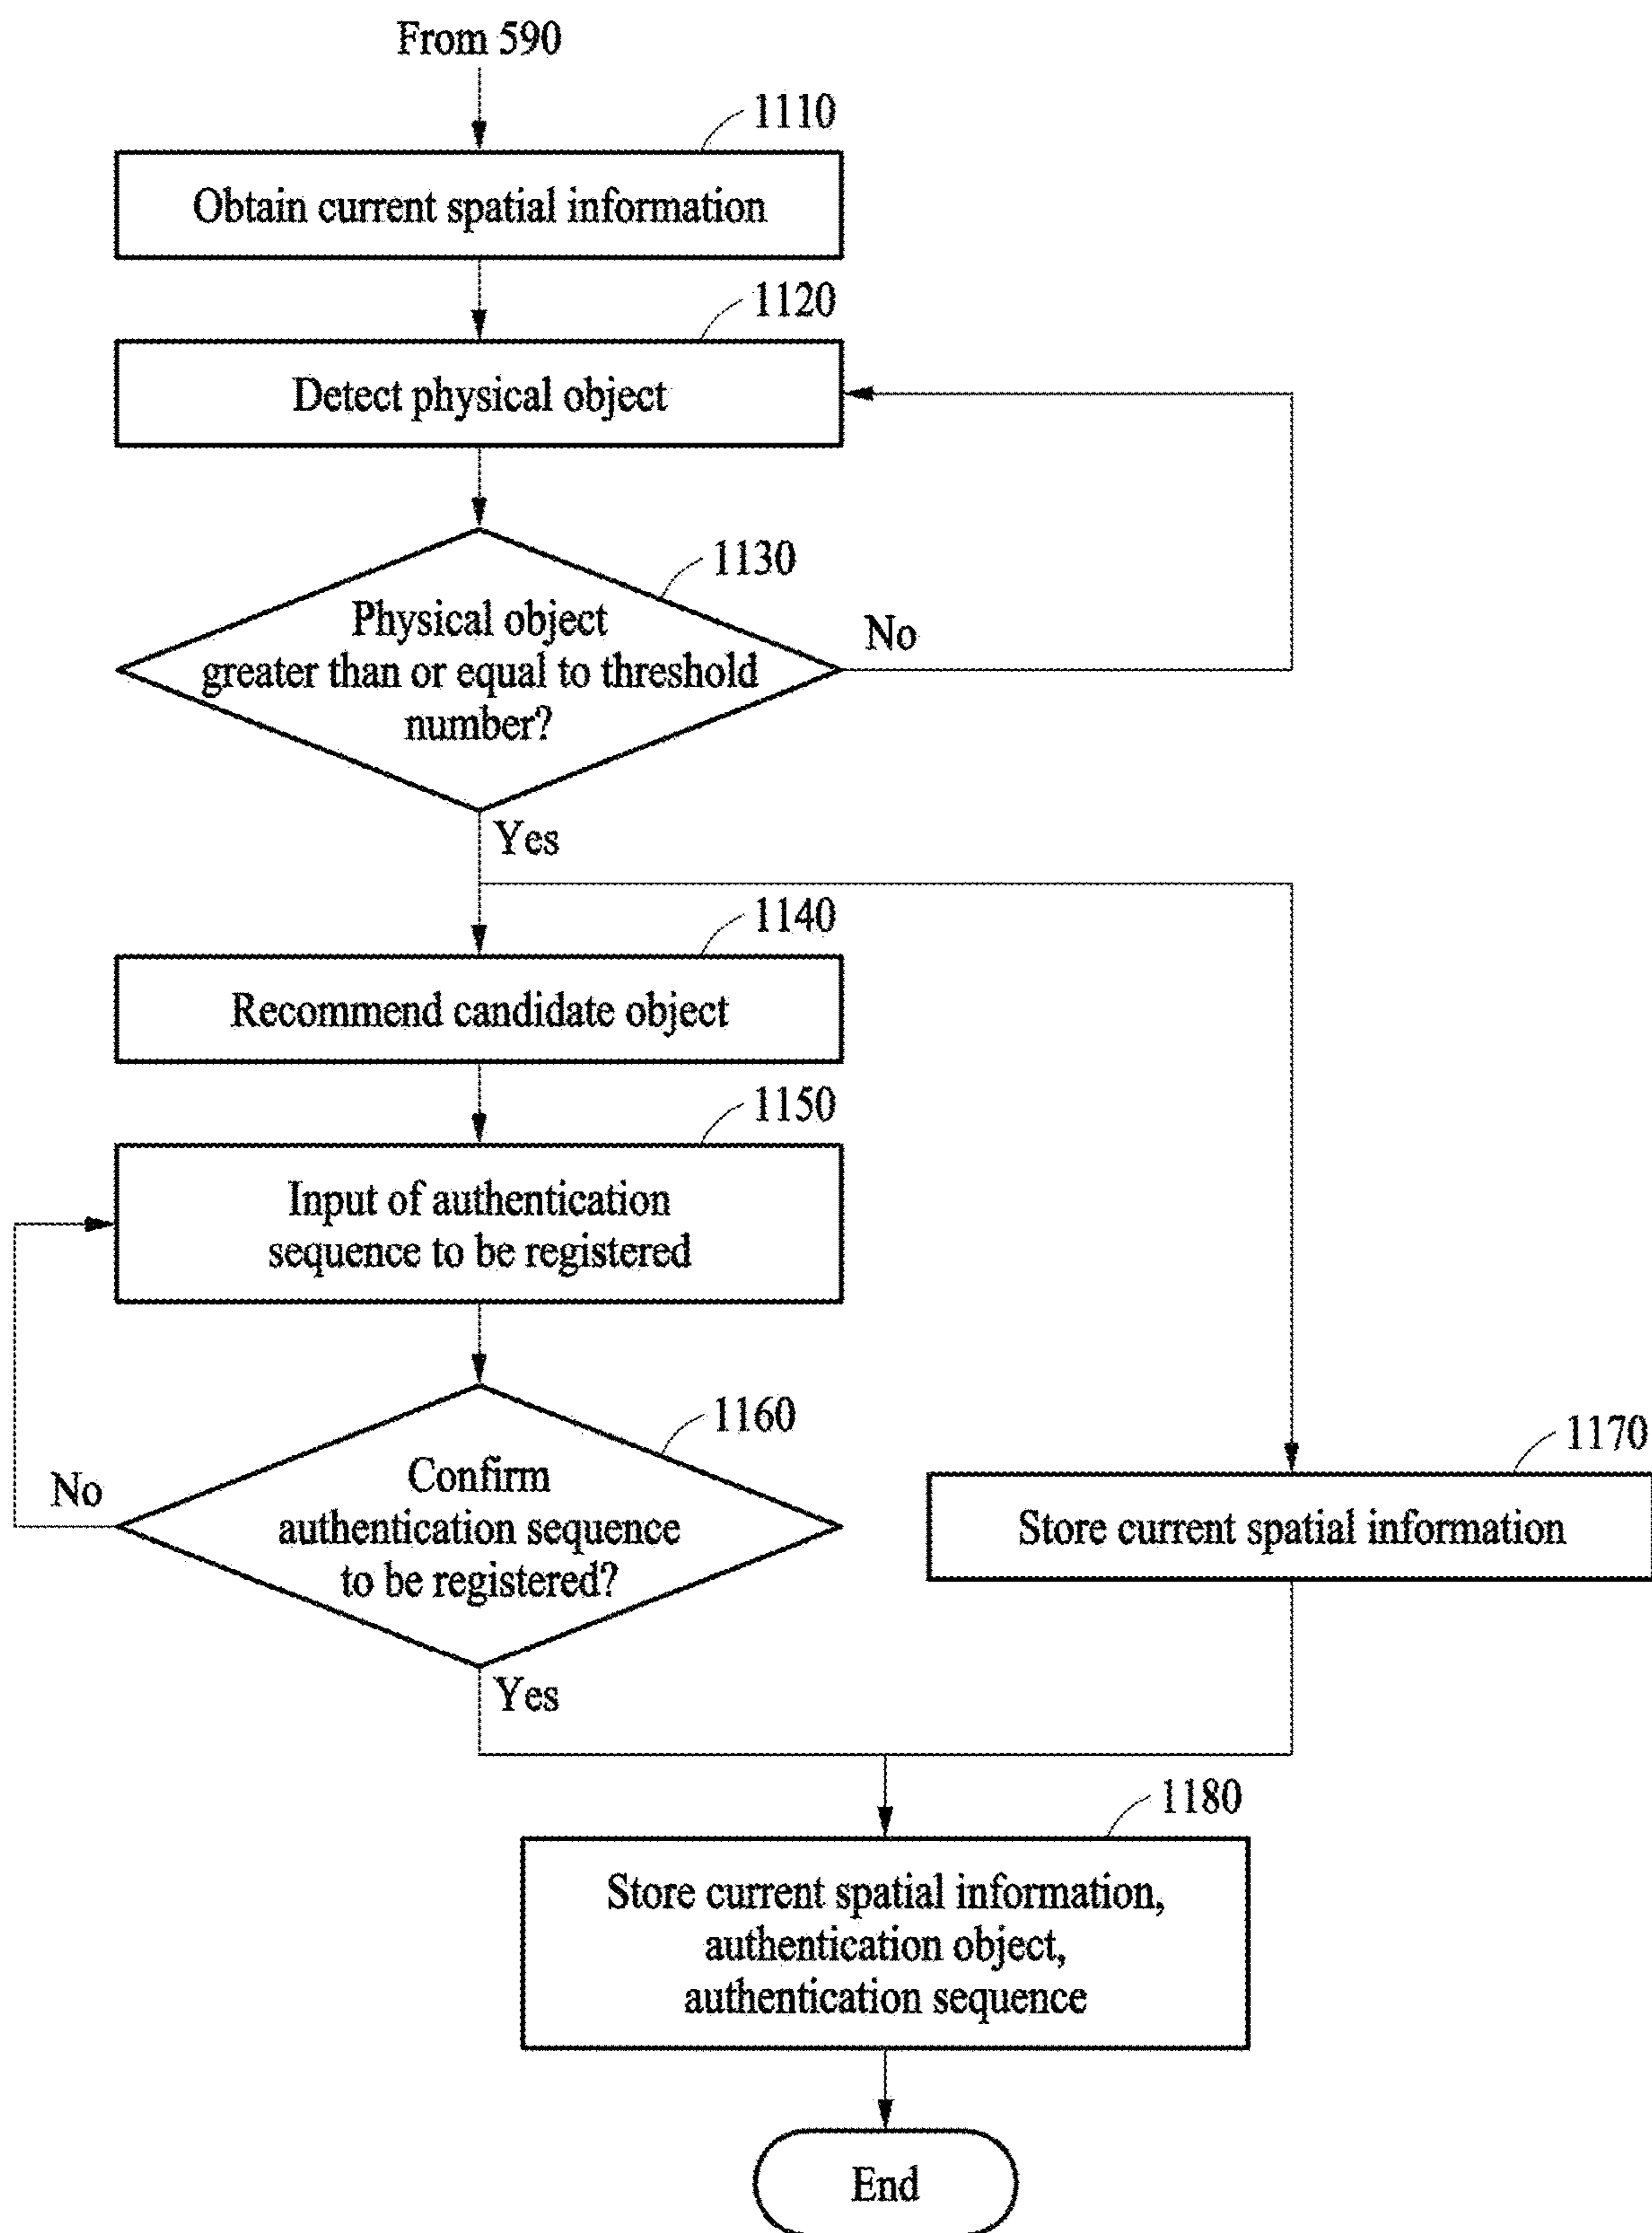 From 590
1110
Obtain current spatial information
1120
Detect physical object
1130
Physical object
greater than or equal to threshold
number?
No
Yes
1140
Recommend candidate object
1150
Input of authentication
sequence to be registered
1160
Confirm
authentication sequence
to be registered?
No
Yes
1170
Store current spatial information
1180
Store current spatial information,
authentication object,
authentication sequence
End